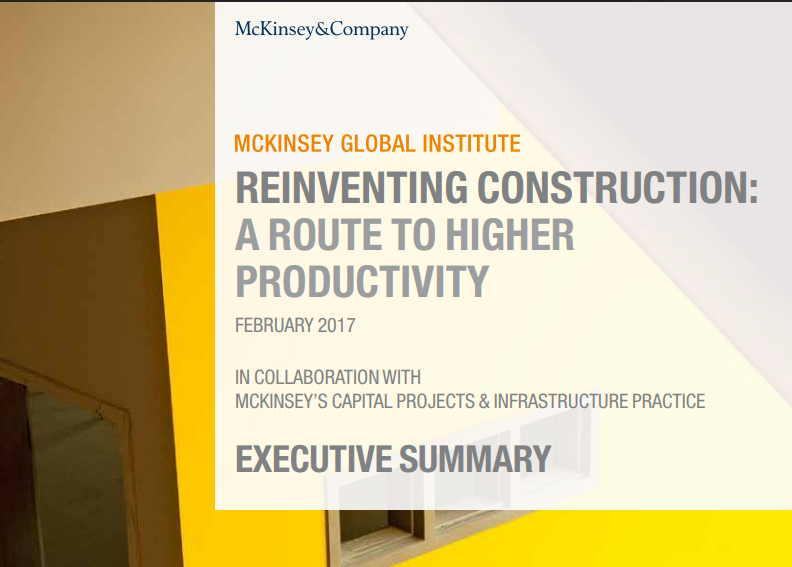 McKinsey&Company
MCKINSEY GLOBAL INSTITUTE
REINVENTING CONSTRUCTION:
A ROUTE TO HIGHER
PRODUCTIVITY
FEBRUARY 2017
IN COLLABORATION WITH
MCKINSEY'S CAPITAL PROJECTS & INFRASTRUCTURE PRACTICE
EXECUTIVE SUMMARY